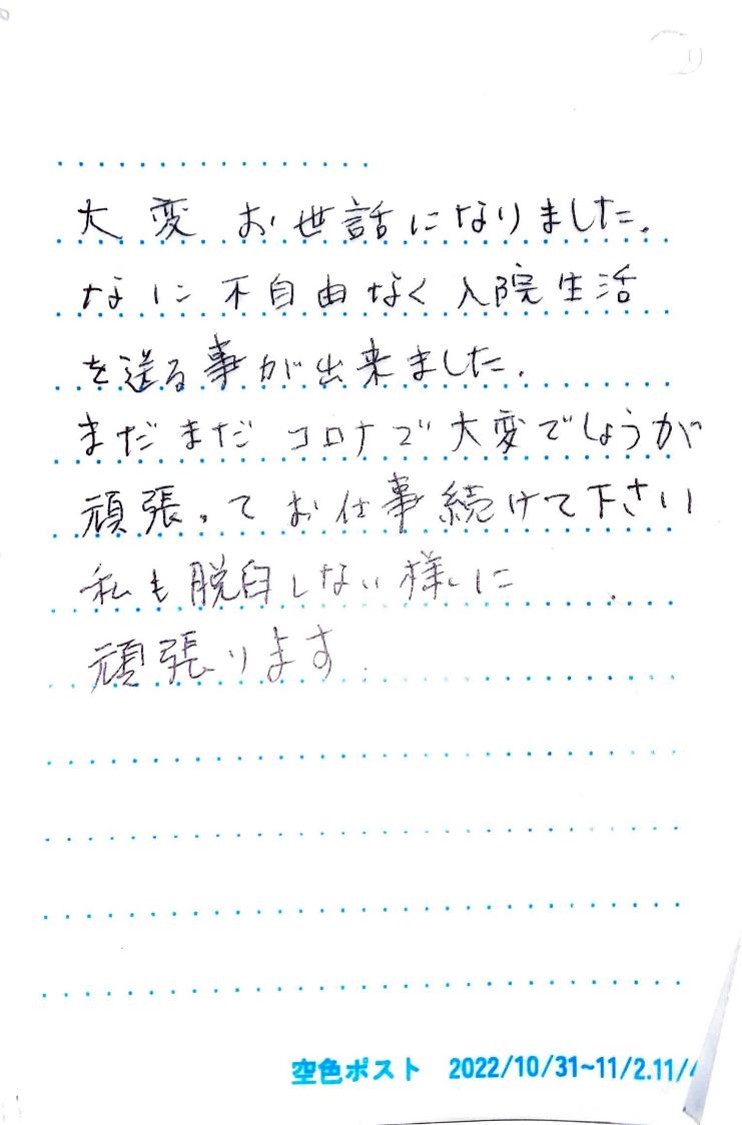 大変 お世話になりました。
なに不自由なく入院生活
を送る事が出来ました。
まだまだコロナで大変でしょうが
頑張ってお仕事続けて下さい
私も脱臼しない様に
頑張ります
空色ポスト 2022/10/31~11/2.11/